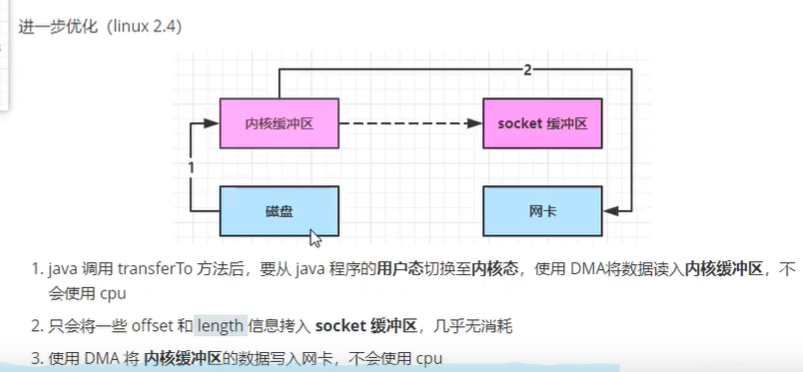 进一步优化（linux 2.4）
2
内核缓冲区
socket 缓冲区
1
磁盘
网卡
1. java 调用 transferTo 方法后，要从 java 程序的用户态切换至内核态，使用 DMA将数据读入内核缓冲区，不
会使用 cpu
2. 只会将一些 offset 和 length 信息拷入 socket 缓冲区，几乎无消耗
3. 使用 DMA 将 内核缓冲区的数据写入网卡，不会使用 cpu